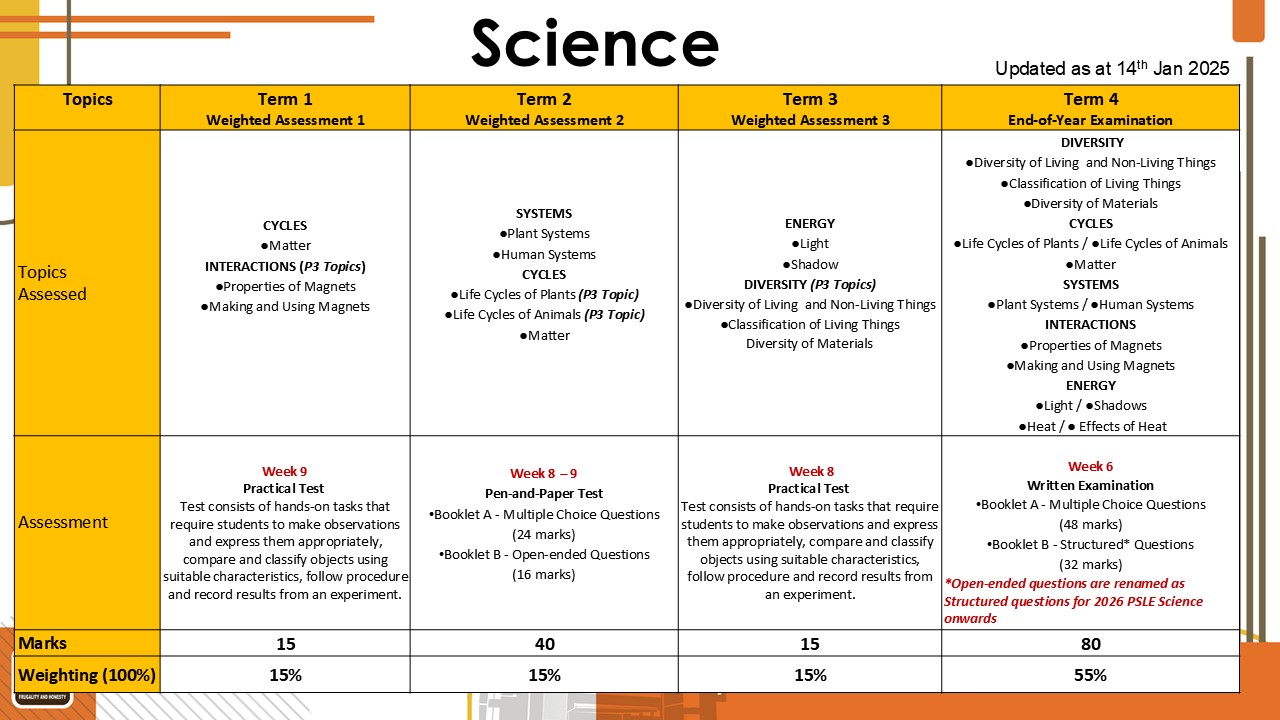 Science
Updated as at 14th Jan 2025
Topics
Term 1
Weighted Assessment 1
Term 2
Weighted Assessment 2
Term 3
Weighted Assessment 3
Term 4
End-of-Year Examination
Topics
Assessed
CYCLES
●Matter
INTERACTIONS (P3 Topics)
●Properties of Magnets
●Making and Using Magnets
SYSTEMS
●Plant Systems
●Human Systems
CYCLES
●Life Cycles of Plants (P3 Topic)
●Life Cycles of Animals (P3 Topic)
●Matter
ENERGY
●Light
●Shadow
DIVERSITY (P3 Topics)
●Diversity of Living and Non-Living Things
●Classification of Living Things
Diversity of Materials
DIVERSITY
●Diversity of Living and Non-Living Things
●Classification of Living Things
●Diversity of Materials
CYCLES
●Life Cycles of Plants / ●Life Cycles of Animals
●Matter
SYSTEMS
●Plant Systems / ●Human Systems
INTERACTIONS
●Properties of Magnets
●Making and Using Magnets
ENERGY
●Light / ●Shadows
●Heat / ● Effects of Heat
Assessment
Week 9
Practical Test
Test consists of hands-on tasks that
require students to make observations
and express them appropriately,
compare and classify objects using
suitable characteristics, follow procedure
and record results from an experiment.
Week 8 – 9
Pen-and-Paper Test
•Booklet A - Multiple Choice Questions
(24 marks)
•Booklet B - Open-ended Questions
(16 marks)
Week 8
Practical Test
Test consists of hands-on tasks that require
students to make observations and express
them appropriately, compare and classify
objects using suitable characteristics,
follow procedure and record results from
an experiment.
Week 6
Written Examination
•Booklet A - Multiple Choice Questions
(48 marks)
•Booklet B - Structured* Questions
(32 marks)
*Open-ended questions are renamed as
Structured questions for 2026 PSLE Science
onwards
Marks
15
40
15
80
Weighting (100%)
15%
15%
15%
55%
FRUGALITY AND HONESTY